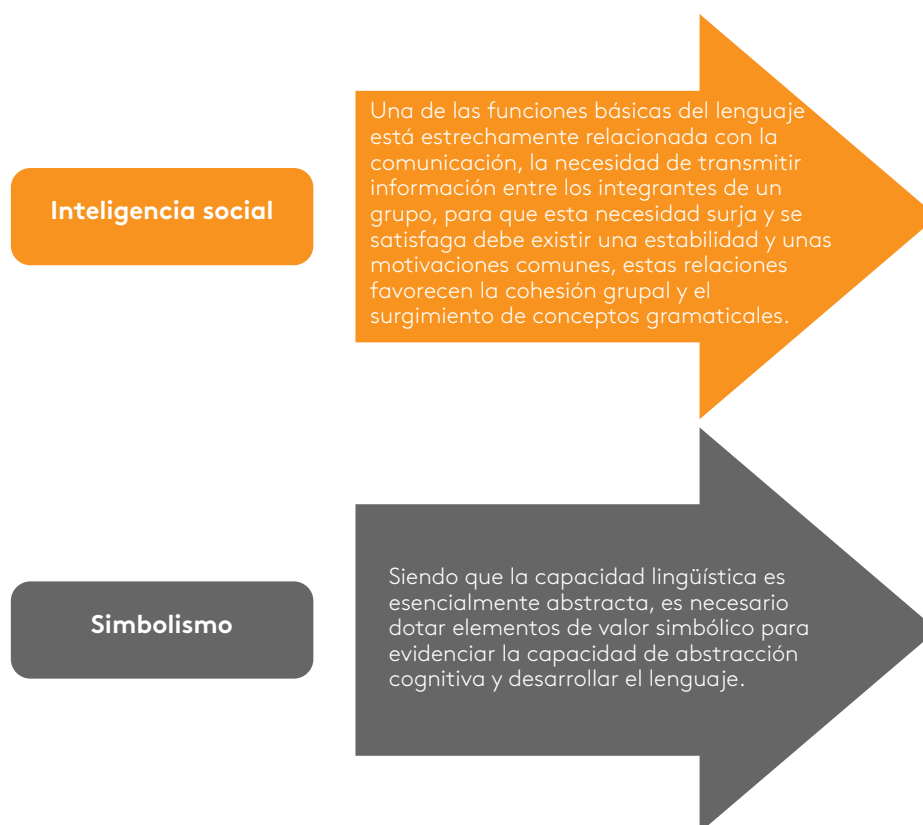 Inteligencia social
Una de las funciones básicas del lenguaje
está estrechamente relacionada con la
comunicación, la necesidad de transmitir
información entre los integrantes de un
grupo, para que esta necesidad surja y se
satisfaga debe existir una estabilidad y unas
motivaciones comunes, estas relaciones
favorecen la cohesión grupal y el
surgimiento de conceptos gramaticales.
Simbolismo
Siendo que la capacidad lingüística es
esencialmente abstracta, es necesario
dotar elementos de valor simbólico para
evidenciar la capacidad de abstracción
cognitiva y desarrollar el lenguaje.